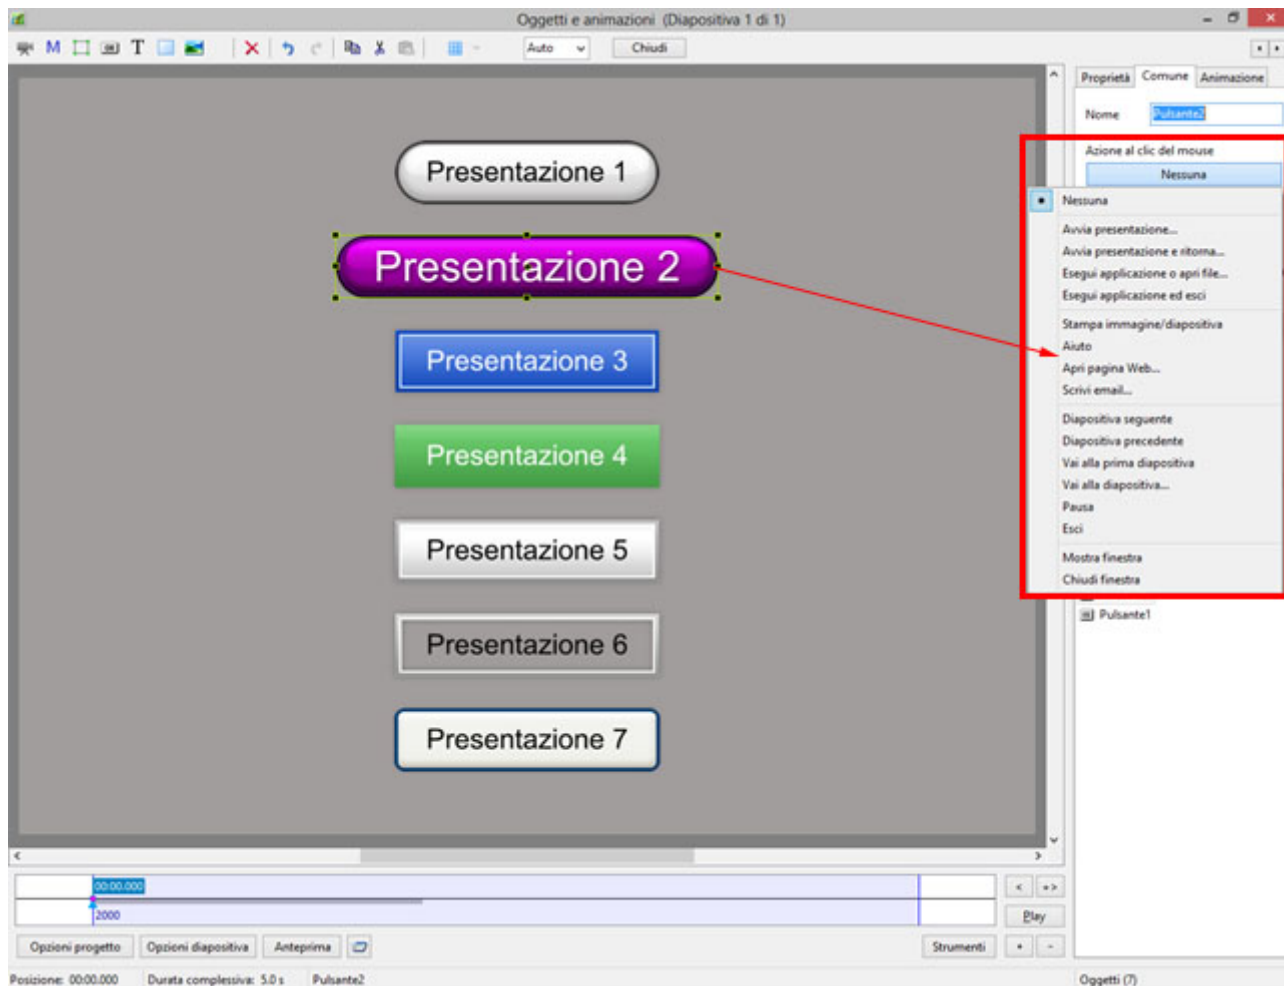 Oggetti e animazioni (Diapositiva 1 di 1)
M T Auto Chiudi
Proprietà Comune Animazione
Nome Pulsante2
Azione al clic del mouse
Nessuna
Nessuna
Avvia presentazione...
Avvia presentazione e ritorna...
Esegui applicazione o apri file...
Esegui applicazione ed esci
Stampa immagine/diapositiva
Aiuto
Apri pagina Web...
Scrivi email...
Diapositiva seguente
Diapositiva precedente
Vai alla prima diapositiva
Vai alla diapositiva...
Pausa
Esci
Mostra finestra
Chiudi finestra
Pulsante1
Presentazione 1
Presentazione 2
Presentazione 3
Presentazione 4
Presentazione 5
Presentazione 6
Presentazione 7
00:00.000
2000
Play
Opzioni progetto Opzioni diapositiva Anteprima Strumenti
Posizione: 00:00.000 Durata complessiva: 5.0 s Pulsante2 Oggetti (7)